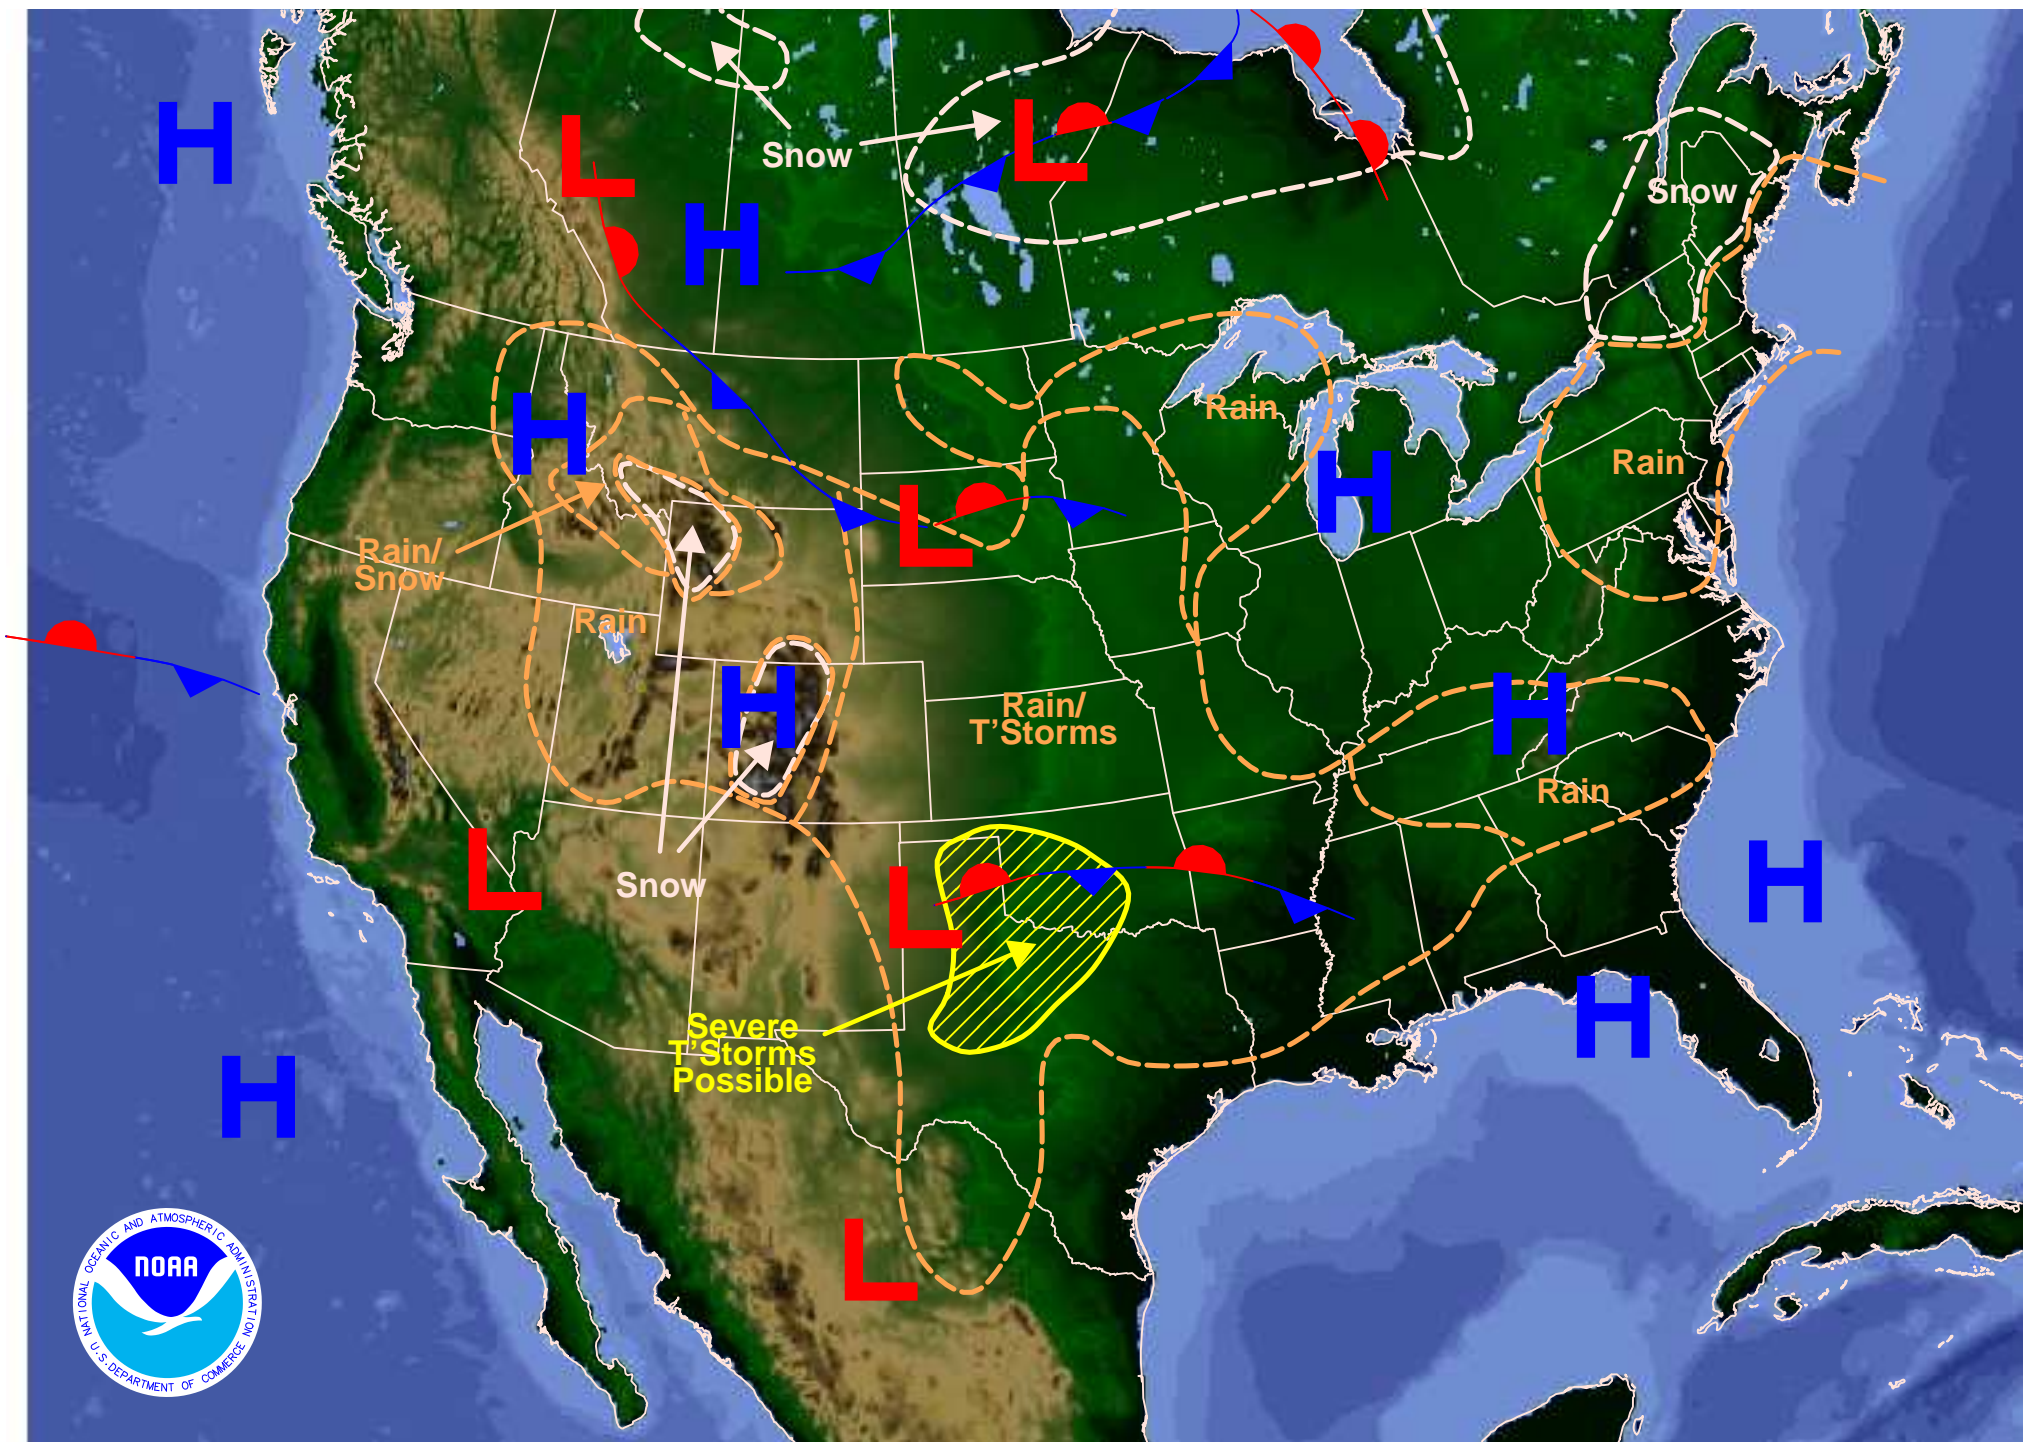 H
L
L
Snow
H
Snow
H
Rain
H
Rain
L
Rain/
Snow
Rain
H
Rain/
T'Storms
H
Rain
L
Snow
L
H
H
Severe
T'Storms
Possible
H
L
NATIONAL OCEANIC AND ATMOSPHERIC ADMINISTRATION
NOAA
U.S. DEPARTMENT OF COMMERCE